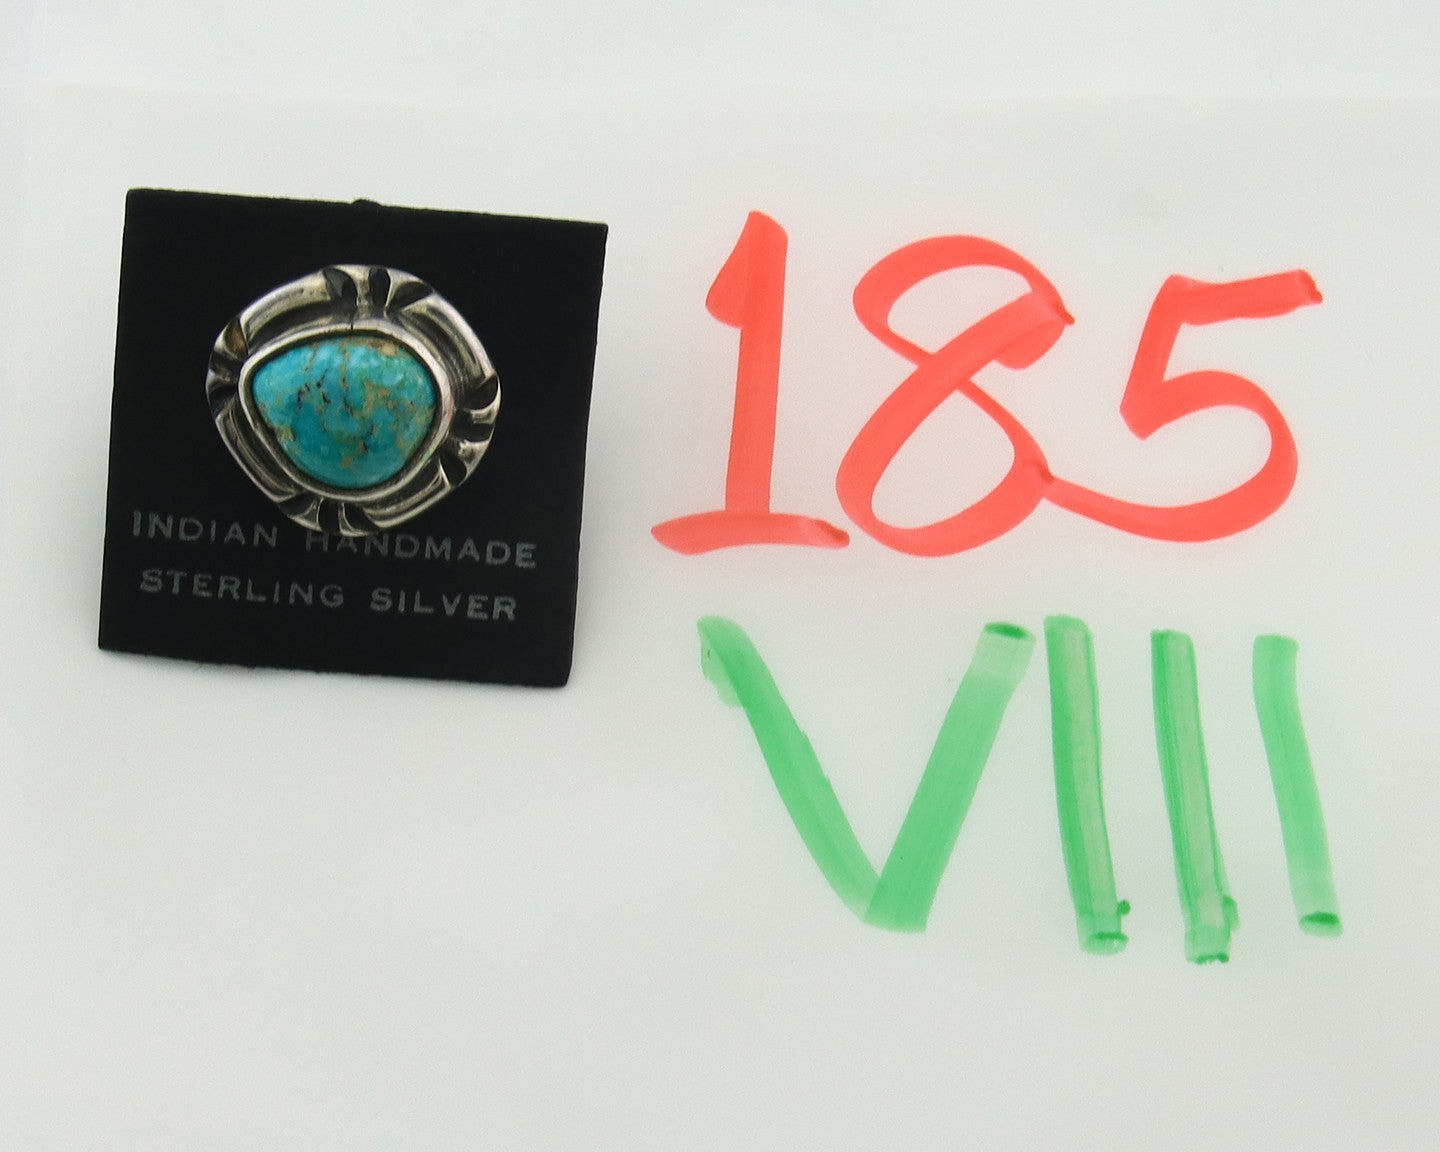 INDIAN HANDMADE
STERLING SILVER
185
VIII